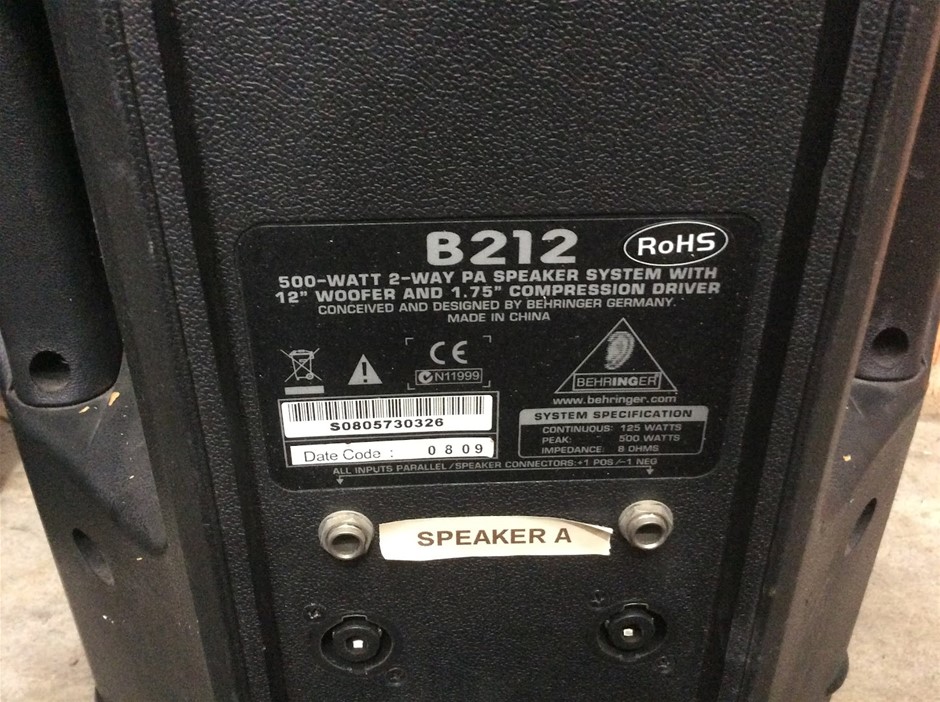 B212
RoHS
500-WATT 2-WAY PA SPEAKER SYSTEM WITH
12" WOOFER AND 1.75" COMPRESSION DRIVER
CONCEIVED AND DESIGNED BY BEHRINGER GERMANY.
MADE IN CHINA
CE
N11999
BEHRINGER
www.behringer.com
S0805730326
Date Code : 0809
SYSTEM SPECIFICATION
CONTINUOUS: 125 WATTS
PEAK: 500 WATTS
IMPEDANCE: 8 OHMS
ALL INPUTS PARALLEL/SPEAKER CONNECTORS:+1 POS/-1 NEG
SPEAKER A